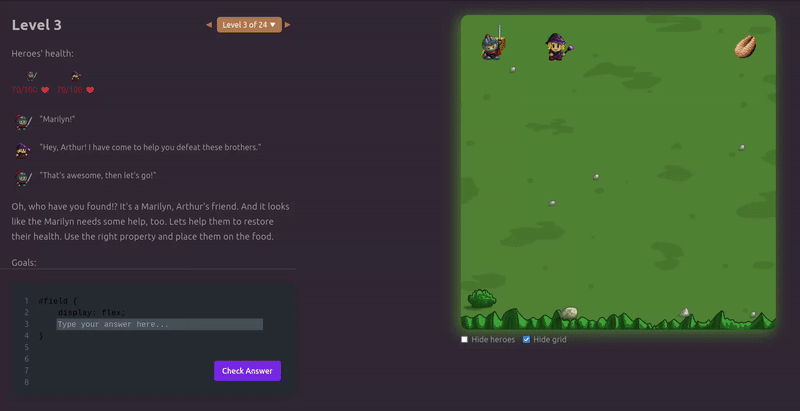 Level 3
◀ Level 3 of 24 ▼ ▶
Heroes' health:
70/100 70/100
"Marilyn!"
"Hey, Arthur! I have come to help you defeat these brothers."
"That's awesome, then let's go!"
Oh, who have you found!? It's a Marilyn, Arthur's friend. And it looks
like the Marilyn needs some help, too. Lets help them to restore
their health. Use the right property and place them on the food.
Goals:
1 #field {
2 display: flex;
3 Type your answer here...
4 }
5
6
7
8
Check Answer
Hide heroes Hide grid